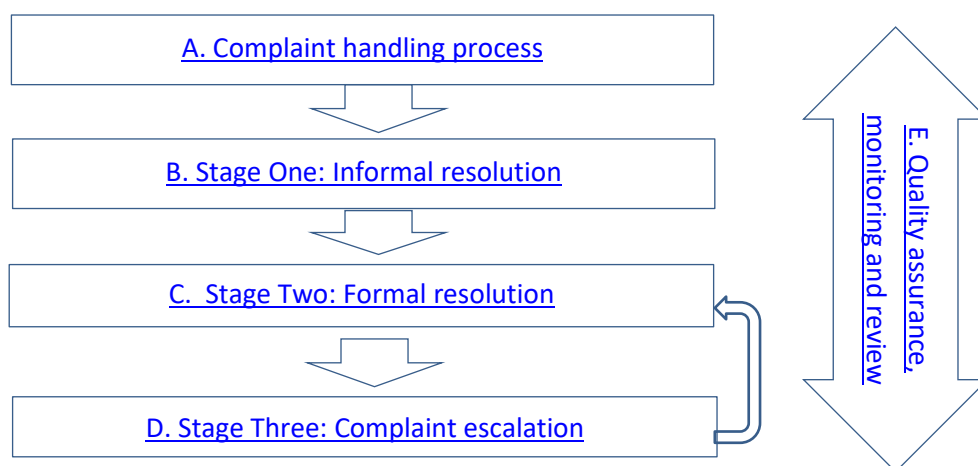 A. Complaint handling process
B. Stage One: Informal resolution
C.  Stage Two: Formal resolution
D. Stage Three: Complaint escalation
E. Quality assurance,
monitoring and review